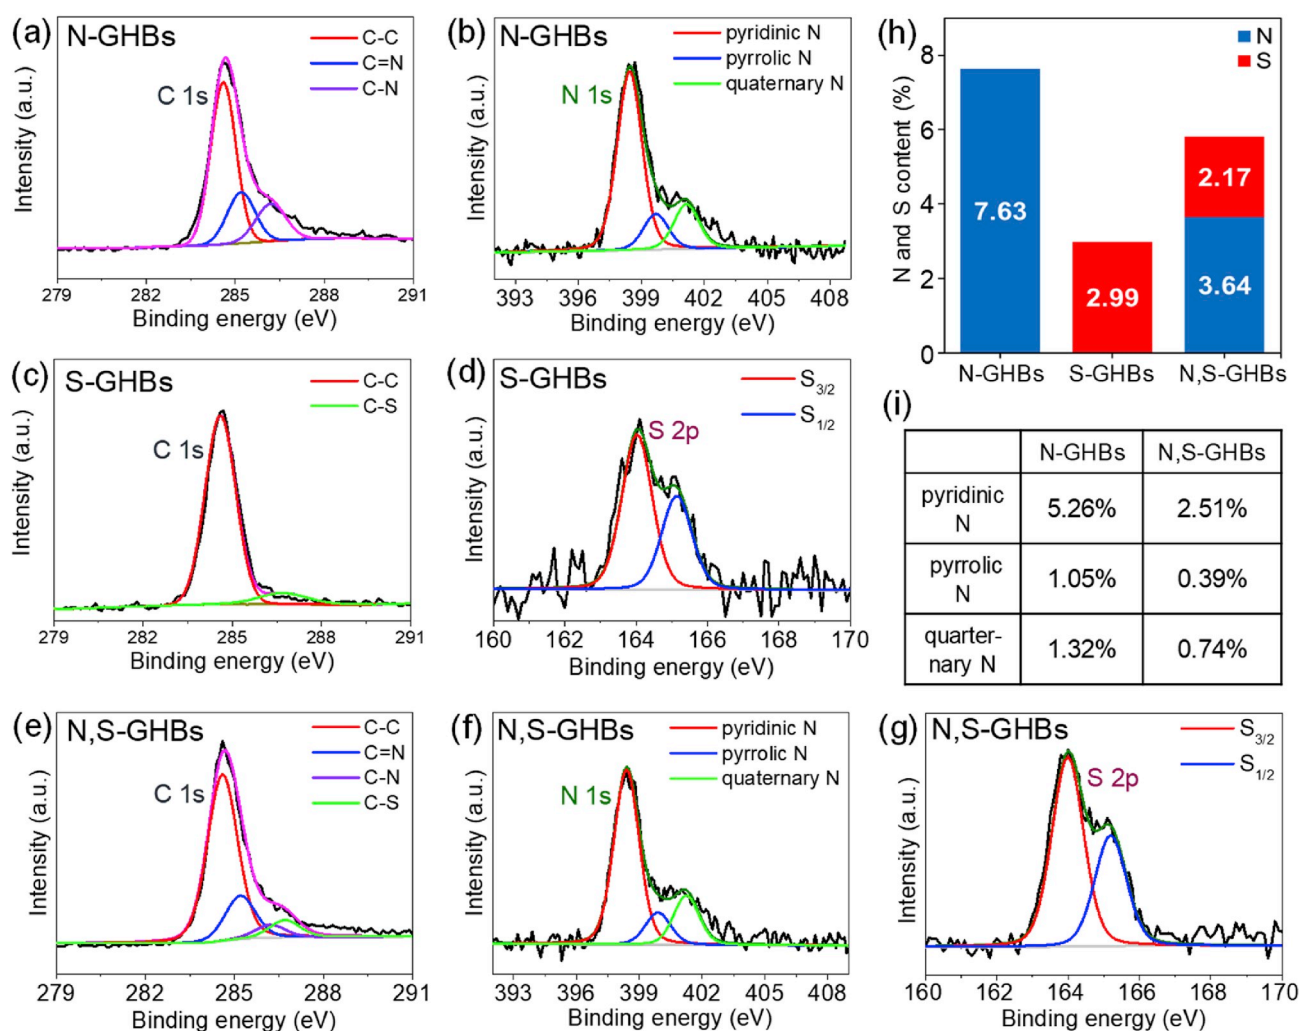 (a) N-GHBs
C-C
C=N
C-N
C 1s
Intensity (a.u.)
279 282 285 288 291
Binding energy (eV)
(b) N-GHBs
pyridinic N
pyrrolic N
quaternary N
N 1s
Intensity (a.u.)
393 396 399 402 405 408
Binding energy (eV)
(h)
N
S
N and S content (%)
8
6
4
2
0
7.63
2.99
2.17
3.64
N-GHBs S-GHBs N,S-GHBs
(c) S-GHBs
C-C
C-S
C 1s
Intensity (a.u.)
279 282 285 288 291
Binding energy (eV)
(d) S-GHBs
S3/2
S1/2
S 2p
Intensity (a.u.)
160 162 164 166 168 170
Binding energy (eV)
(i)
N-GHBs N,S-GHBs
pyridinic
N
5.26% 2.51%
pyrrolic
N
1.05% 0.39%
quarter-
nary N
1.32% 0.74%
(e) N,S-GHBs
C-C
C=N
C-N
C-S
C 1s
Intensity (a.u.)
279 282 285 288 291
Binding energy (eV)
(f) N,S-GHBs
pyridinic N
pyrrolic N
quaternary N
N 1s
Intensity (a.u.)
393 396 399 402 405 408
Binding energy (eV)
(g) N,S-GHBs
S3/2
S1/2
S 2p
Intensity (a.u.)
160 162 164 166 168 170
Binding energy (eV)